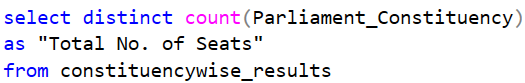 select distinct count(Parliament_Constituency)
as "Total No. of Seats"
from constituencywise_results